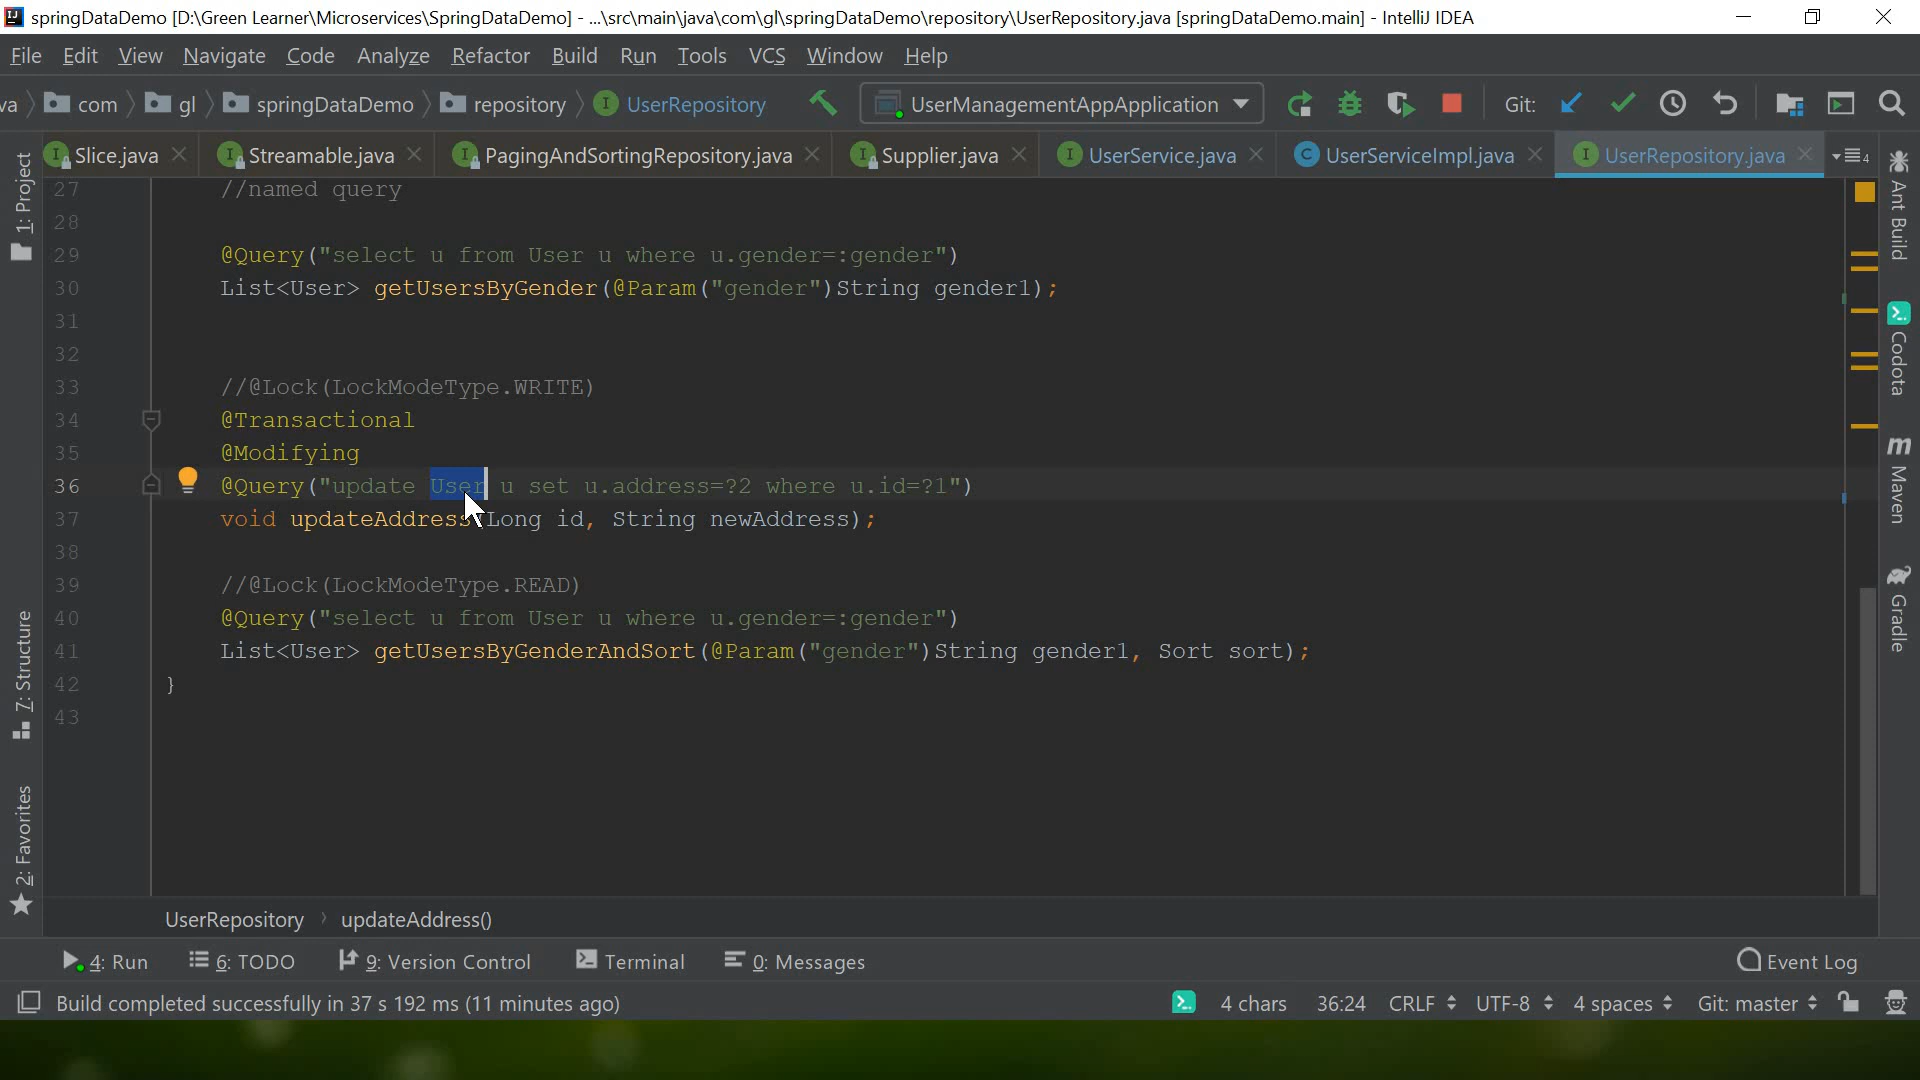 springDataDemo [D:\Green Learner\Microservices\SpringDataDemo] - ...\src\main\java\com\gl\springDataDemo\repository\UserRepository.java [springDataDemo.main] - IntelliJ IDEA
File Edit View Navigate Code Analyze Refactor Build Run Tools VCS Window Help
va com gl springDataDemo repository UserRepository UserManagementAppApplication Git:
Slice.java Streamable.java PagingAndSortingRepository.java Supplier.java UserService.java UserServiceImpl.java UserRepository.java 4
1: Project
7: Structure
2: Favorites
27 //named query
28
29 @Query("select u from User u where u.gender=:gender")
30 List<User> getUsersByGender(@Param("gender")String gender1);
31
32
33 //@Lock(LockModeType.WRITE)
34 @Transactional
35 @Modifying
36 @Query("update User u set u.address=?2 where u.id=?1")
37 void updateAddress(Long id, String newAddress);
38
39 //@Lock(LockModeType.READ)
40 @Query("select u from User u where u.gender=:gender")
41 List<User> getUsersByGenderAndSort(@Param("gender")String gender1, Sort sort);
42 }
43
Ant Build
Codota
Maven
Gradle
UserRepository updateAddress()
4: Run 6: TODO 9: Version Control Terminal 0: Messages Event Log
Build completed successfully in 37 s 192 ms (11 minutes ago) 4 chars 36:24 CRLF UTF-8 4 spaces Git: master